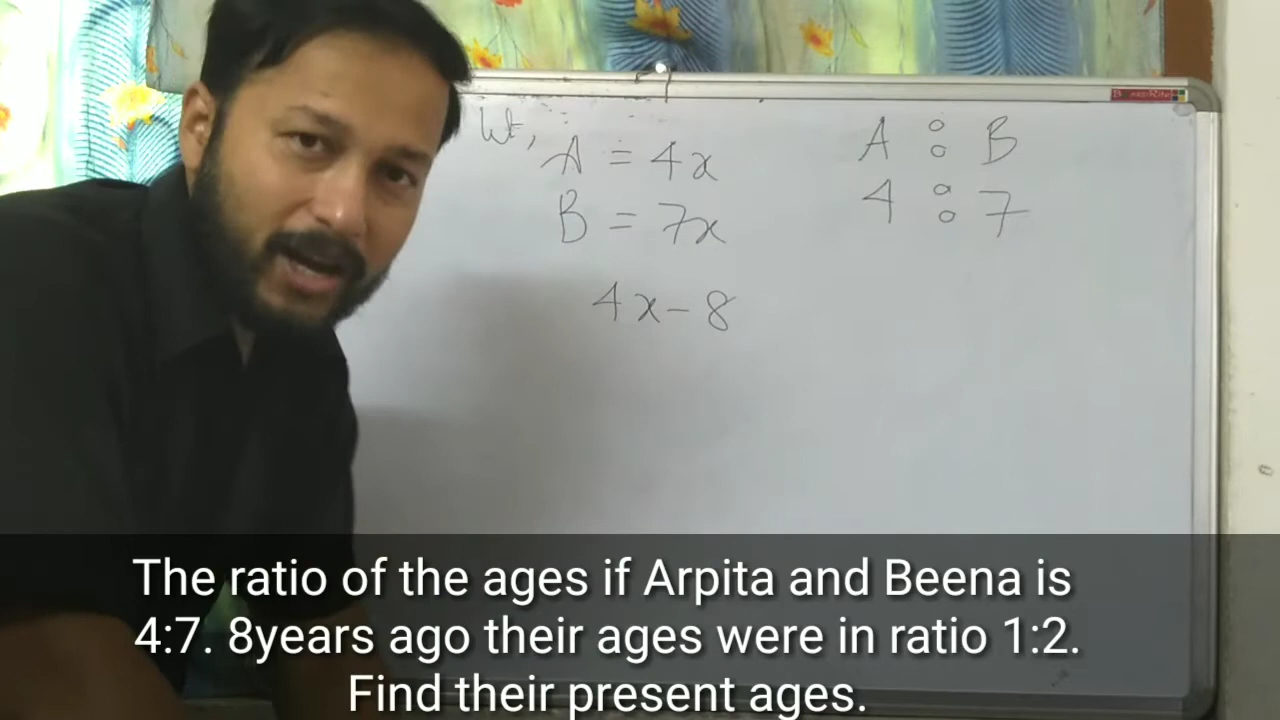 let, A = 4x
B = 7x
4x - 8
A : B
4 : 7
The ratio of the ages if Arpita and Beena is
4:7. 8years ago their ages were in ratio 1:2.
Find their present ages.